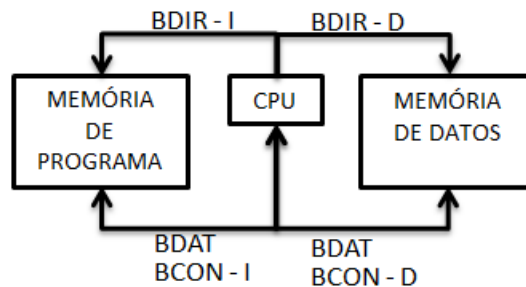 BDIR - I
BDIR - D
MEMÓRIA
DE
PROGRAMA
CPU
MEMÓRIA
DE DATOS
BDAT
BCON - I
BDAT
BCON - D